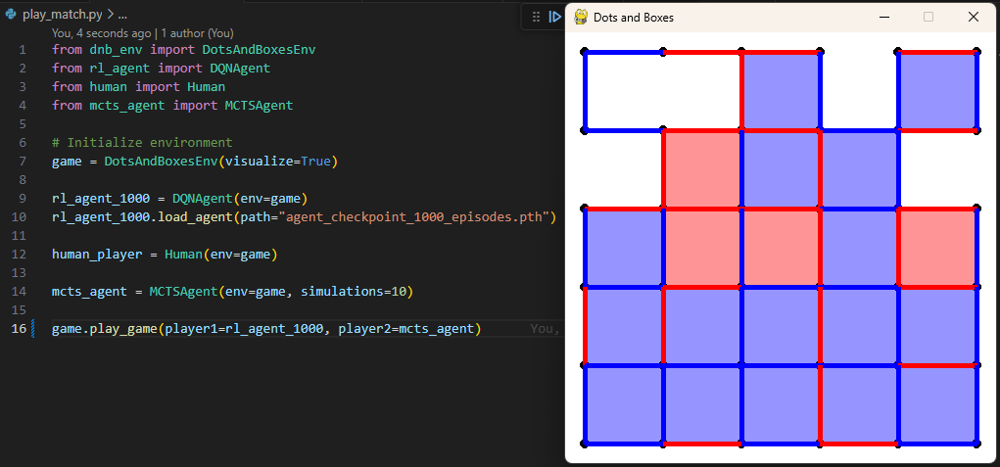 play_match.py > ...
Dots and Boxes
You, 4 seconds ago | 1 author (You)
1 from dnb_env import DotsAndBoxesEnv
2 from rl_agent import DQNAgent
3 from human import Human
4 from mcts_agent import MCTSAgent
5
6 # Initialize environment
7 game = DotsAndBoxesEnv(visualize=True)
8
9 rl_agent_1000 = DQNAgent(env=game)
10 rl_agent_1000.load_agent(path="agent_checkpoint_1000_episodes.pth")
11
12 human_player = Human(env=game)
13
14 mcts_agent = MCTSAgent(env=game, simulations=10)
15
16 game.play_game(player1=rl_agent_1000, player2=mcts_agent) You,